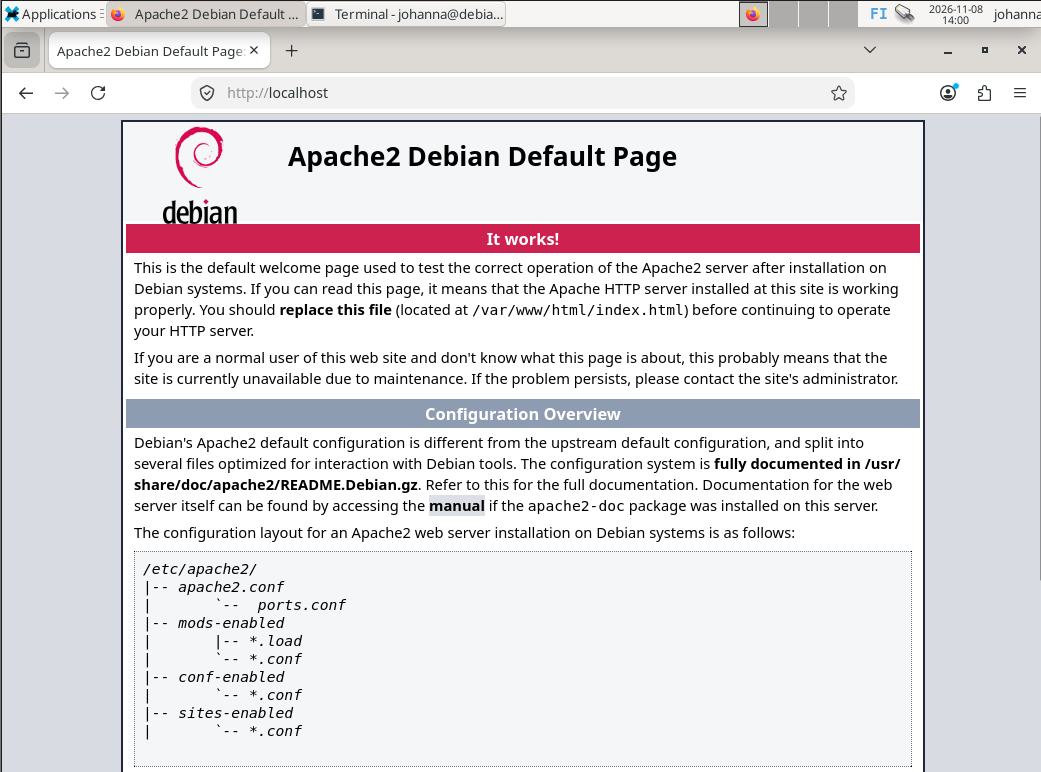 Applications
Apache2 Debian Default ...
Terminal - johanna@debia...
FI
2026-11-08
14:00
johanna
Apache2 Debian Default Page:
http://localhost
debian
Apache2 Debian Default Page
It works!
This is the default welcome page used to test the correct operation of the Apache2 server after installation on
Debian systems. If you can read this page, it means that the Apache HTTP server installed at this site is working
properly. You should replace this file (located at /var/www/html/index.html) before continuing to operate
your HTTP server.
If you are a normal user of this web site and don't know what this page is about, this probably means that the
site is currently unavailable due to maintenance. If the problem persists, please contact the site's administrator.
Configuration Overview
Debian's Apache2 default configuration is different from the upstream default configuration, and split into
several files optimized for interaction with Debian tools. The configuration system is fully documented in /usr/
share/doc/apache2/README.Debian.gz. Refer to this for the full documentation. Documentation for the web
server itself can be found by accessing the manual if the apache2-doc package was installed on this server.
The configuration layout for an Apache2 web server installation on Debian systems is as follows:
/etc/apache2/
|-- apache2.conf
|       `--  ports.conf
|-- mods-enabled
|       |-- *.load
|       `-- *.conf
|-- conf-enabled
|       `-- *.conf
|-- sites-enabled
|       `-- *.conf